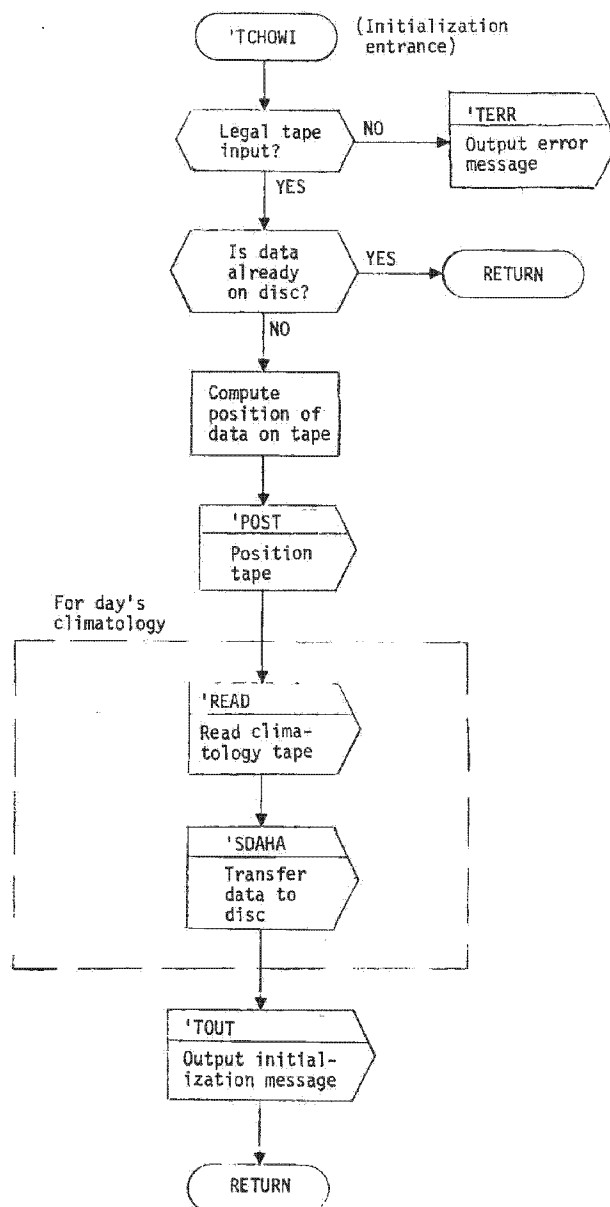 'TCHOWI
(Initialization
entrance)
Legal tape
input?
NO
'TERR
Output error
message
YES
Is data
already
on disc?
YES
RETURN
NO
Compute
position of
data on tape
'POST
Position
tape
For day's
climatology
'READ
Read clima-
tology tape
'SDAHA
Transfer
data to
disc
'TOUT
Output initial-
ization message
RETURN